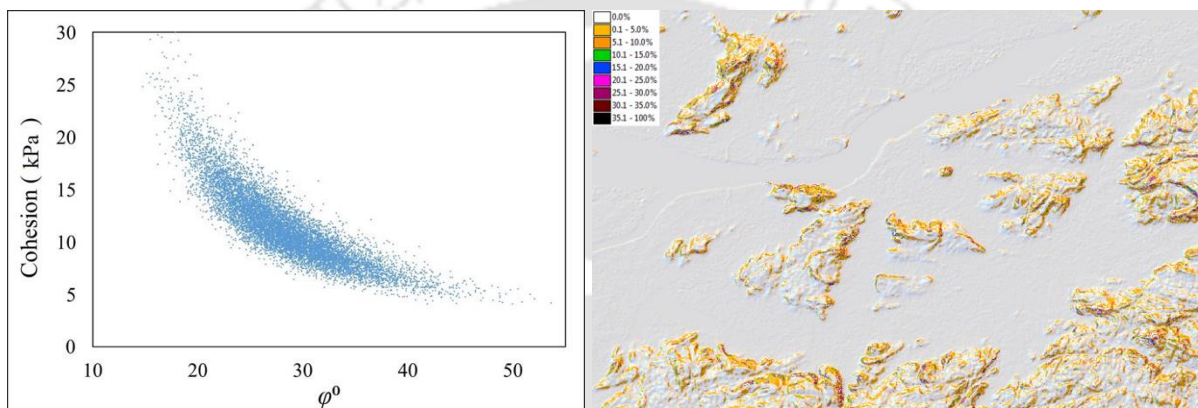 30
25
20
15
10
5
0
Cohesion ( kPa )
10 20 30 40 50
φ⁰
0.0%
0.1 - 5.0%
5.1 - 10.0%
10.1 - 15.0%
15.1 - 20.0%
20.1 - 25.0%
25.1 - 30.0%
30.1 - 35.0%
35.1 - 100%